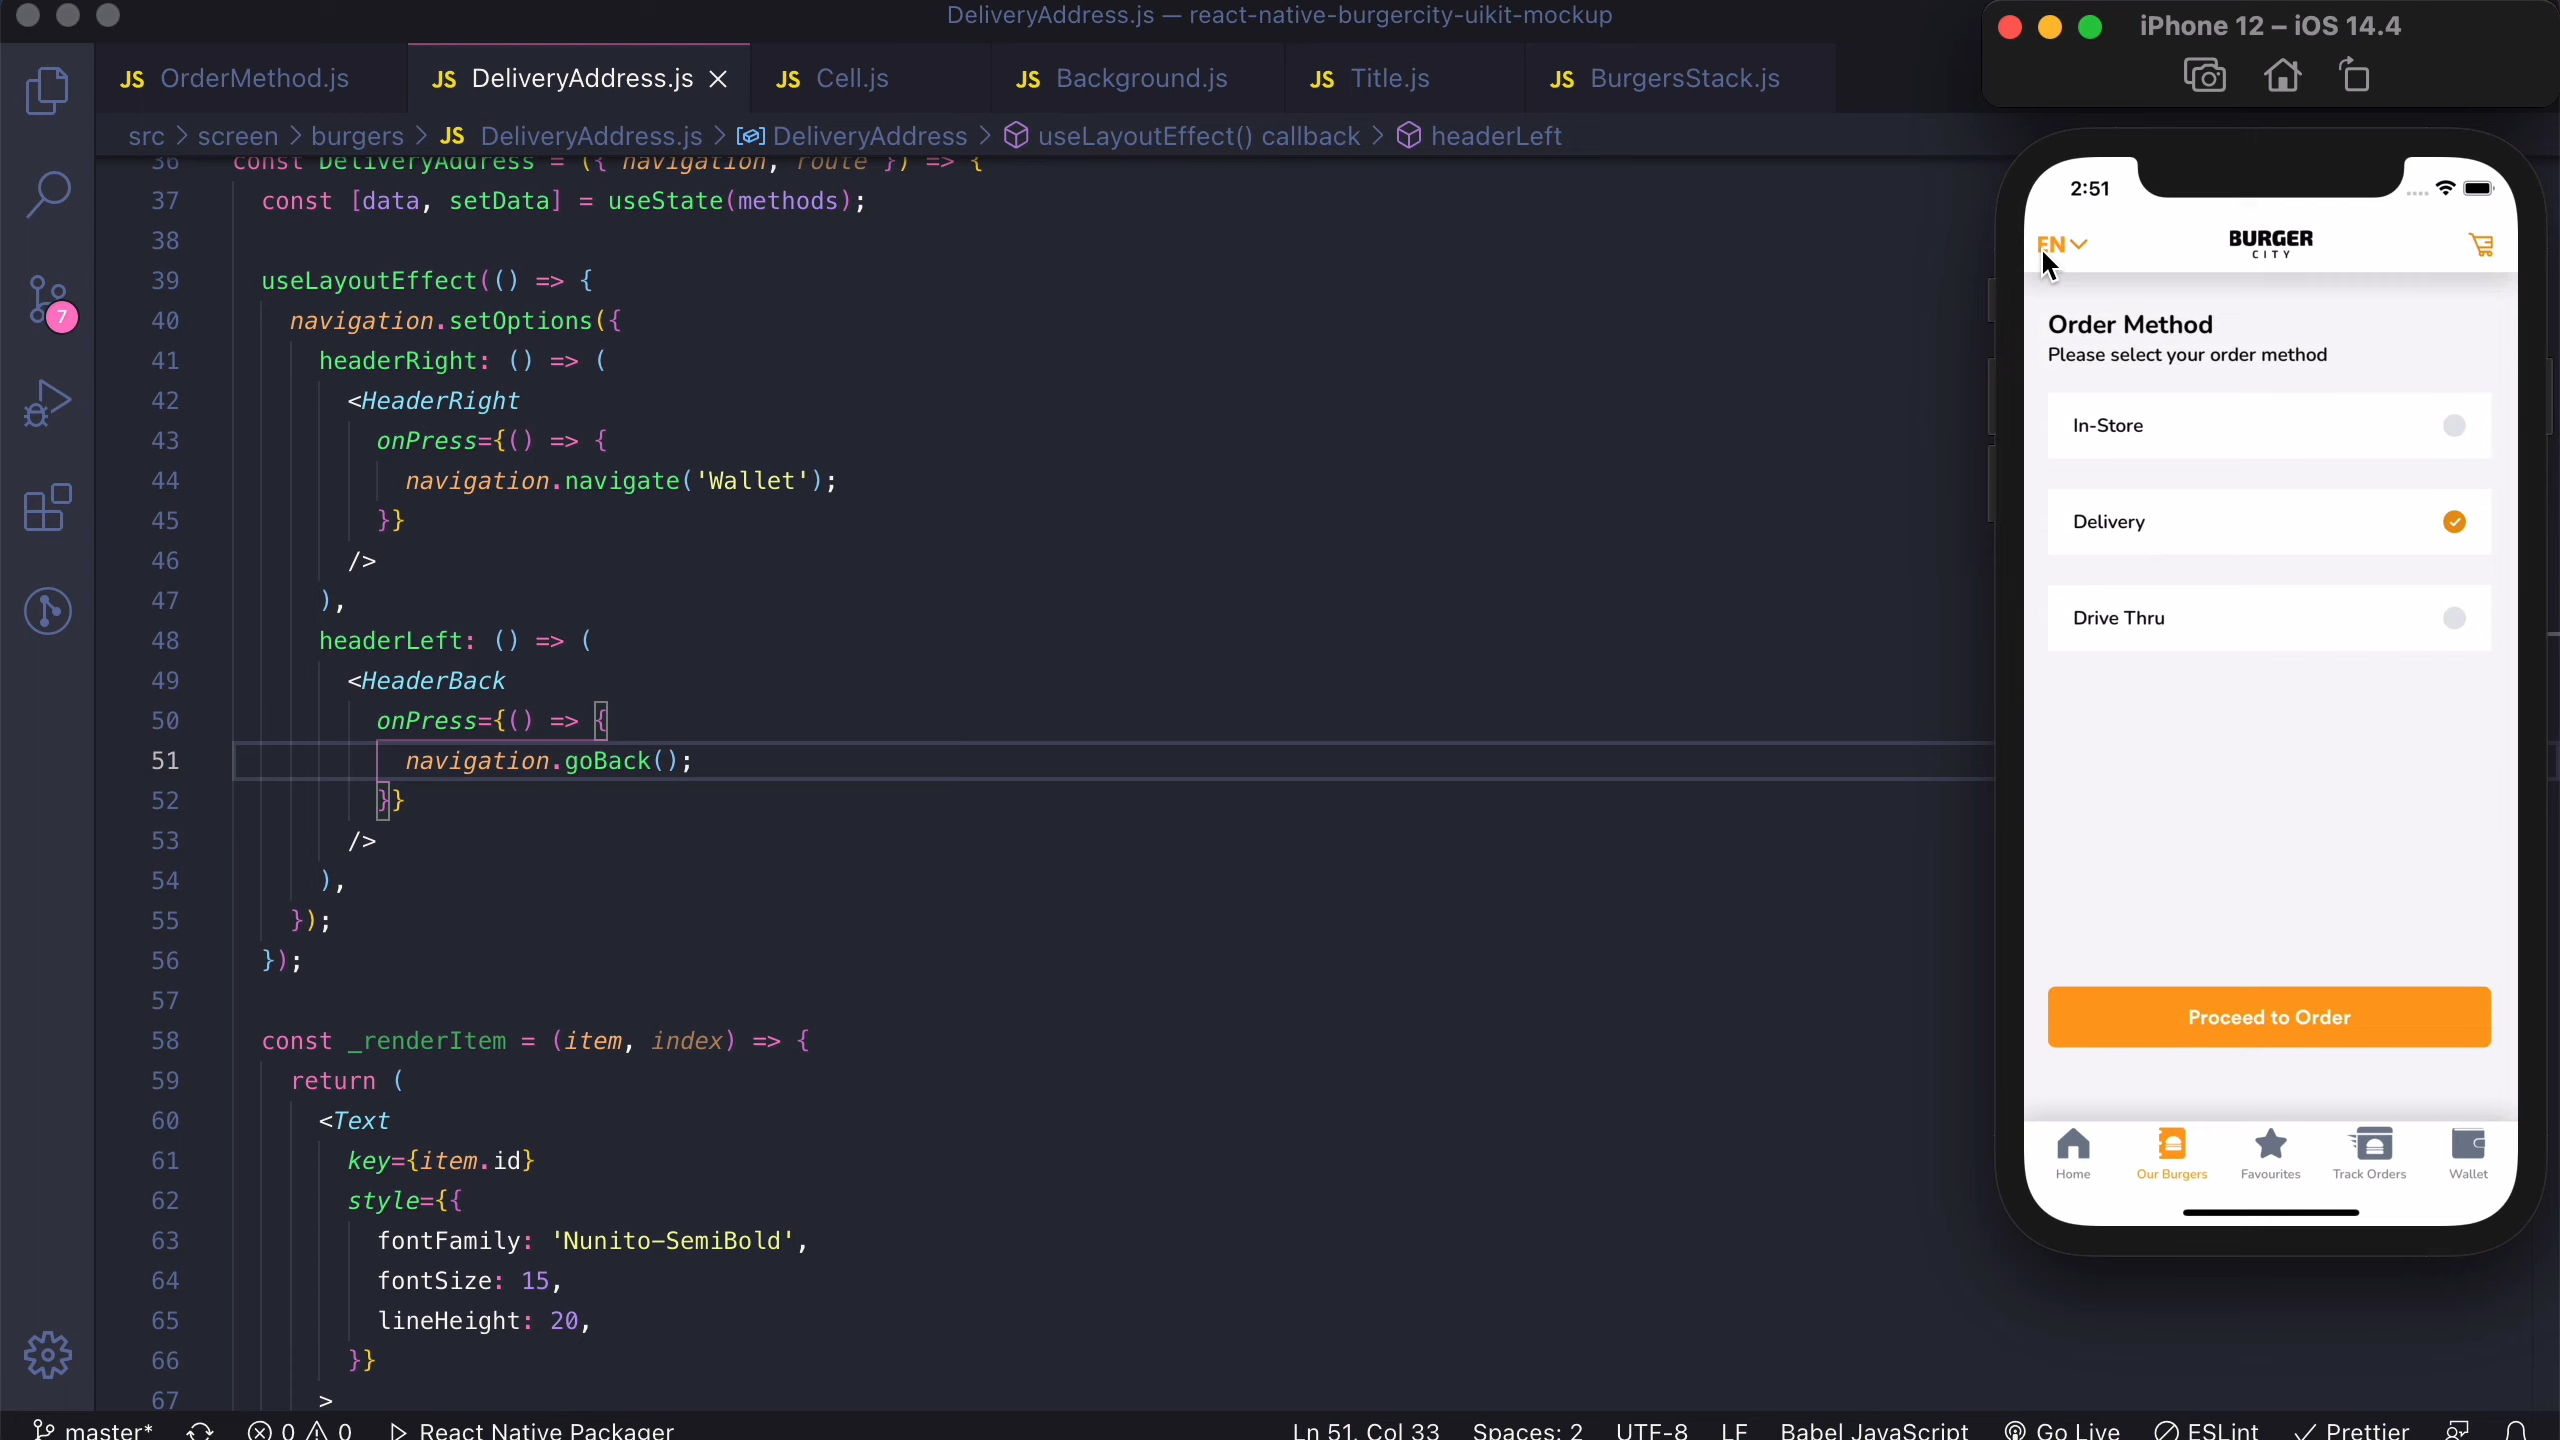 DeliveryAddress.js — react-native-burgercity-uikit-mockup
JS OrderMethod.js
JS DeliveryAddress.js
JS Cell.js
JS Background.js
JS Title.js
JS BurgersStack.js
src > screen > burgers > JS DeliveryAddress.js > DeliveryAddress > useLayoutEffect() callback > headerLeft
36 const DeliveryAddress = ({ navigation, route }) => {
37 const [data, setData] = useState(methods);
38
39 useLayoutEffect(() => {
40 navigation.setOptions({
41 headerRight: () => (
42 <HeaderRight
43 onPress={() => {
44 navigation.navigate('Wallet');
45 }}
46 />
47 ),
48 headerLeft: () => (
49 <HeaderBack
50 onPress={() => {
51 navigation.goBack();
52 }}
53 />
54 ),
55 });
56 });
57
58 const _renderItem = (item, index) => {
59 return (
60 <Text
61 key={item.id}
62 style={{
63 fontFamily: 'Nunito-SemiBold',
64 fontSize: 15,
65 lineHeight: 20,
66 }}
67 >
7
master*
0 0
React Native Packager
Ln 51, Col 33
Spaces: 2
UTF-8
LF
Babel JavaScript
Go Live
ESLint
Prettier
iPhone 12 – iOS 14.4
2:51
EN
BURGER
CITY
Order Method
Please select your order method
In-Store
Delivery
Drive Thru
Proceed to Order
Home
Our Burgers
Favourites
Track Orders
Wallet